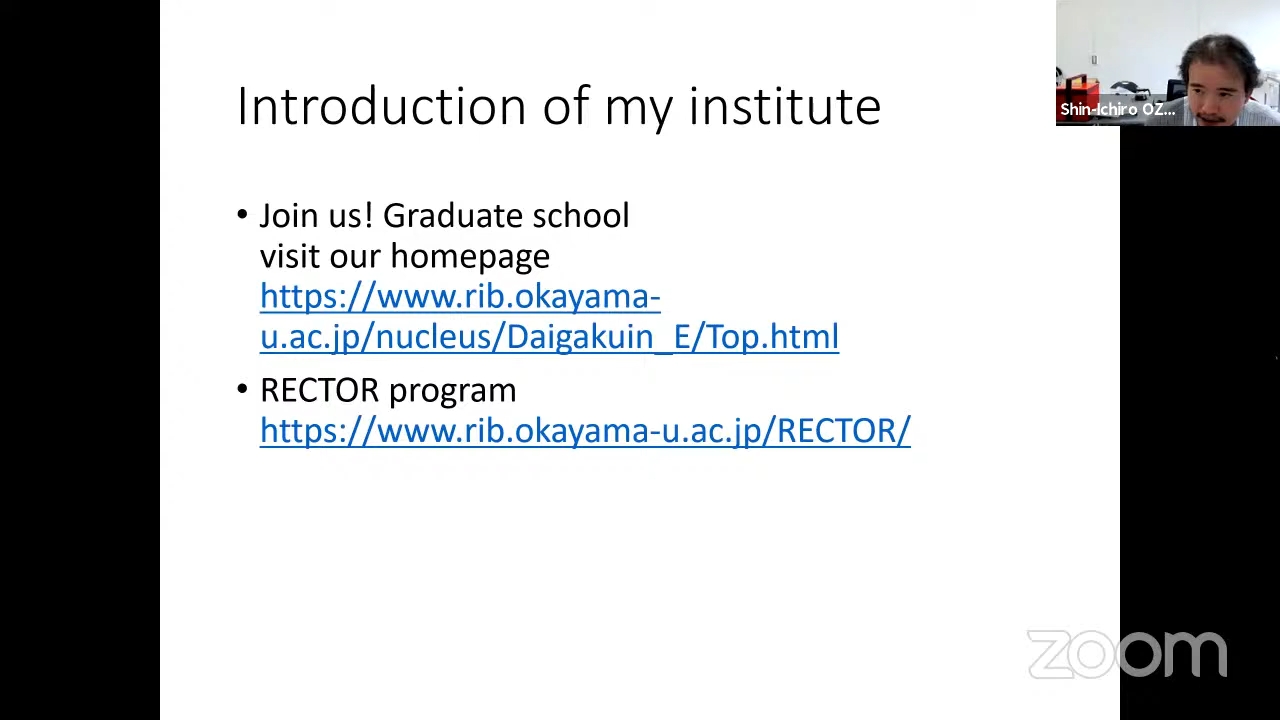 Introduction of my institute
Shin-Ichiro OZ...
• Join us! Graduate school
visit our homepage
https://www.rib.okayama-
u.ac.jp/nucleus/Daigakuin_E/Top.html
• RECTOR program
https://www.rib.okayama-u.ac.jp/RECTOR/
zoom